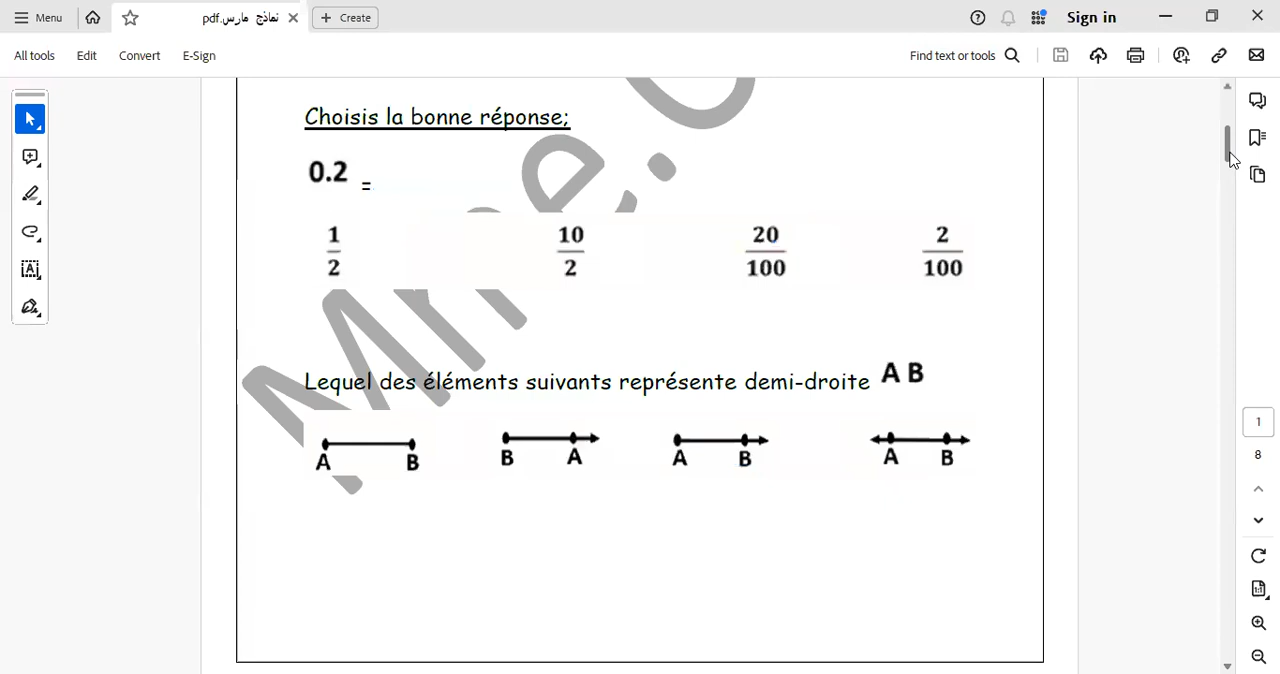 Menu
نماذج مارس.pdf
Create
Sign in
All tools Edit Convert E-Sign
Find text or tools
Choisis la bonne réponse;
0.2 =
1/2 10/2 20/100 2/100
Lequel des éléments suivants représente demi-droite A B
A B B A A B A B
1
8